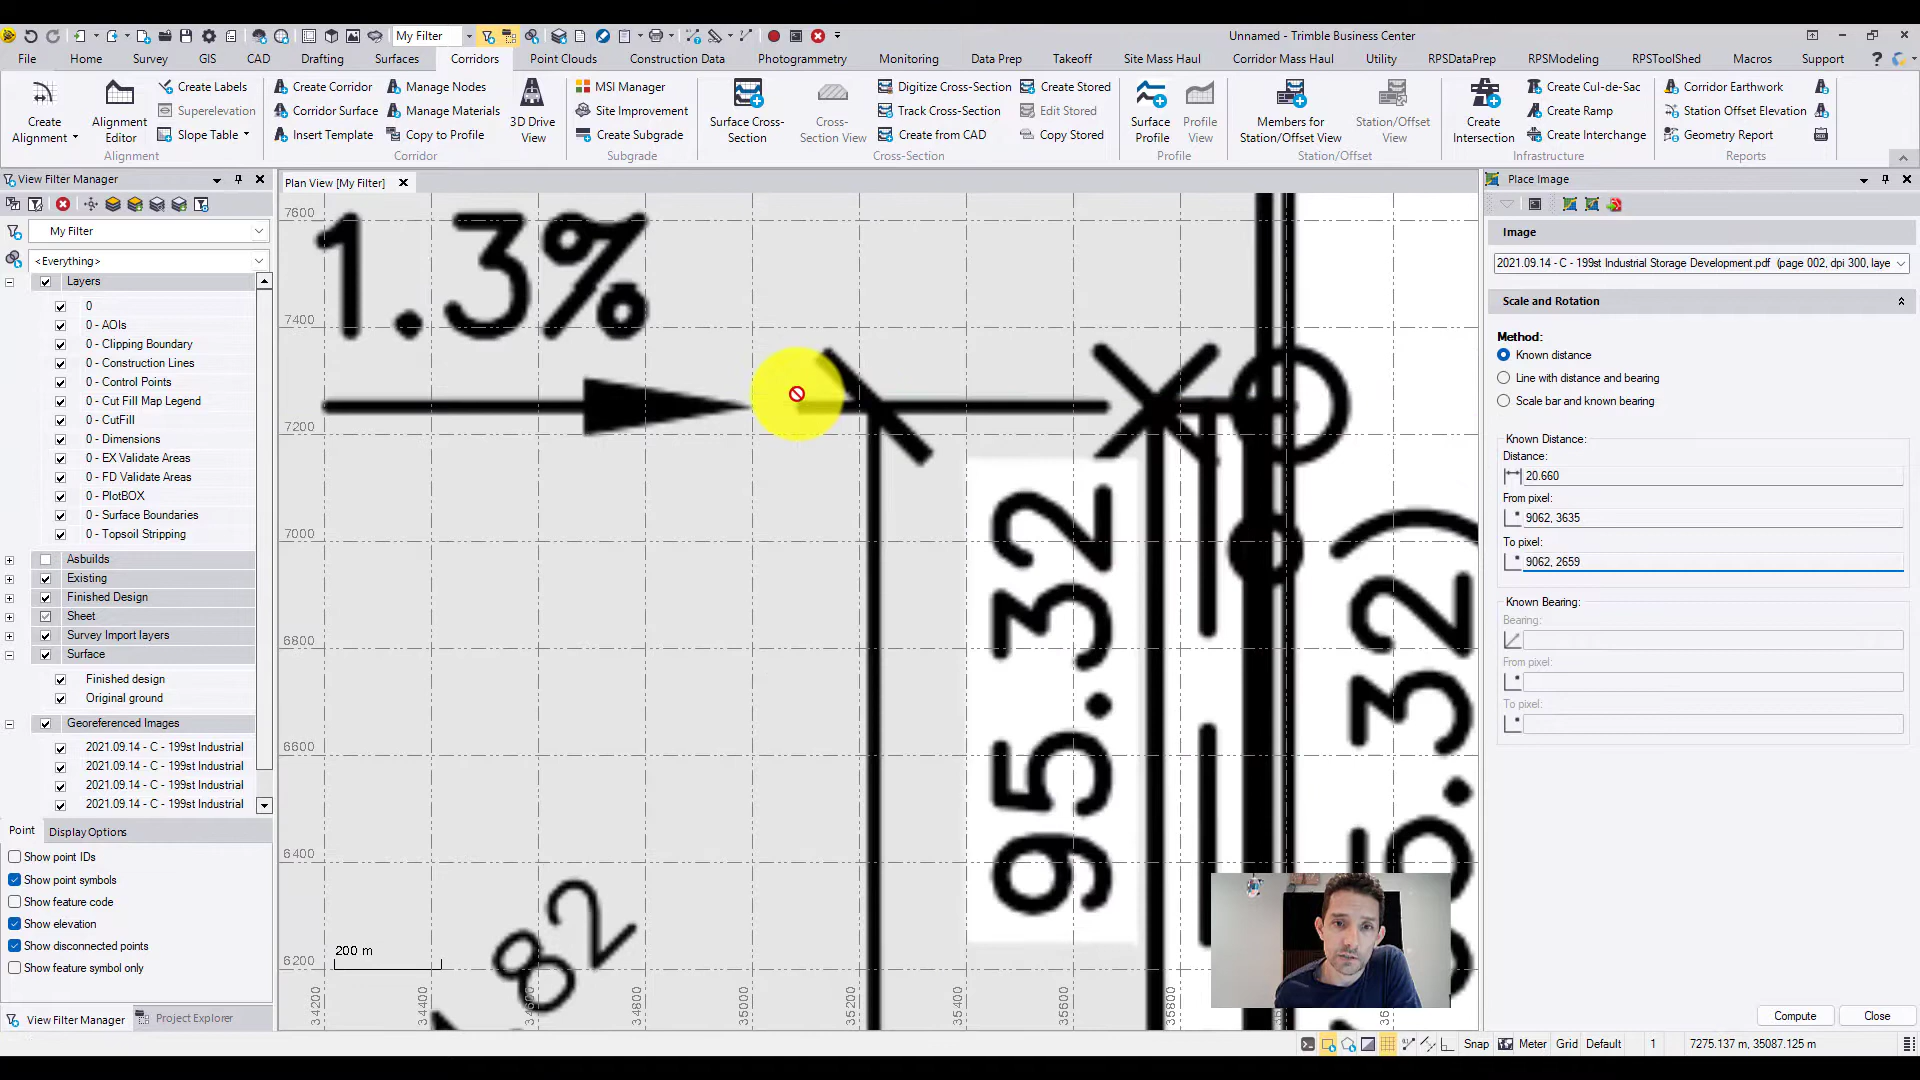 My Filter
Unnamed - Trimble Business Center
File Home Survey GIS CAD Drafting Surfaces Corridors Point Clouds Construction Data Photogrammetry Monitoring Data Prep Takeoff Site Mass Haul Corridor Mass Haul Utility RPSDataPrep RPSModeling RPSToolShed Macros Support
Create Alignment
Alignment Editor
Create Labels
Superelevation
Slope Table
Alignment
Create Corridor
Corridor Surface
Insert Template
Manage Nodes
Manage Materials
Copy to Profile
3D Drive View
Corridor
MSI Manager
Site Improvement
Create Subgrade
Subgrade
Surface Cross-Section
Cross-Section View
Digitize Cross-Section
Track Cross-Section
Create from CAD
Create Stored
Edit Stored
Copy Stored
Cross-Section
Surface Profile
Profile View
Profile
Members for Station/Offset View
Station/Offset View
Station/Offset
Create Intersection
Create Cul-de-Sac
Create Ramp
Create Interchange
Infrastructure
Corridor Earthwork
Station Offset Elevation
Geometry Report
Reports
View Filter Manager
My Filter
<Everything>
Layers
0
0 - AOIs
0 - Clipping Boundary
0 - Construction Lines
0 - Control Points
0 - Cut Fill Map Legend
0 - CutFill
0 - Dimensions
0 - EX Validate Areas
0 - FD Validate Areas
0 - PlotBOX
0 - Surface Boundaries
0 - Topsoil Stripping
Asbuilds
Existing
Finished Design
Sheet
Survey Import layers
Surface
Finished design
Original ground
Georeferenced Images
2021.09.14 - C - 199st Industrial
2021.09.14 - C - 199st Industrial
2021.09.14 - C - 199st Industrial
2021.09.14 - C - 199st Industrial
Point Display Options
Show point IDs
Show point symbols
Show feature code
Show elevation
Show disconnected points
Show feature symbol only
View Filter Manager Project Explorer
Plan View [My Filter]
7600
7400
7200
7000
6800
6600
6400
6200
1.3%
95.32
82
200 m
34200 34400 34600 34800 35000 35200 35400
Place Image
Image
2021.09.14 - C - 199st Industrial Storage Development.pdf (page 002, dpi 300, laye
Scale and Rotation
Method:
Known distance
Line with distance and bearing
Scale bar and known bearing
Known Distance:
Distance:
20.660
From pixel:
9062, 3635
To pixel:
9062, 2659
Known Bearing:
Bearing:
From pixel:
To pixel:
Compute Close
Snap Meter Grid Default 1 7275.137 m, 35087.125 m